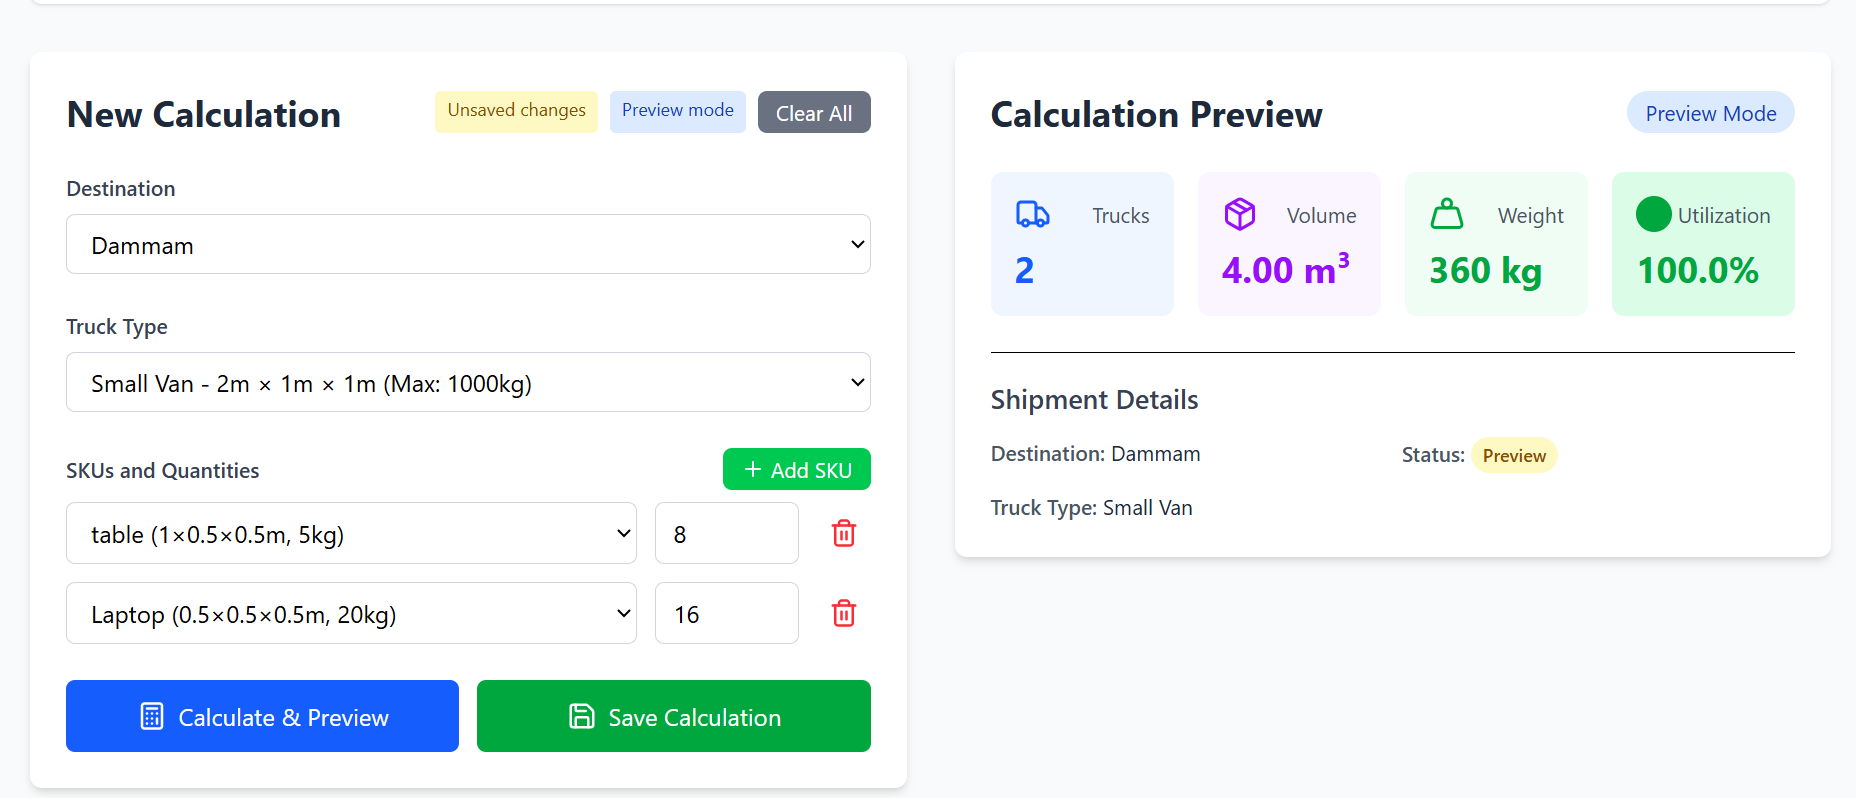 New Calculation
Unsaved changes
Preview mode
Clear All
Destination
Dammam
Truck Type
Small Van - 2m × 1m × 1m (Max: 1000kg)
SKUs and Quantities
+ Add SKU
table (1×0.5×0.5m, 5kg)
8
Laptop (0.5×0.5×0.5m, 20kg)
16
Calculate & Preview
Save Calculation
Calculation Preview
Preview Mode
Trucks
2
Volume
4.00 m³
Weight
360 kg
Utilization
100.0%
Shipment Details
Destination: Dammam
Status: Preview
Truck Type: Small Van